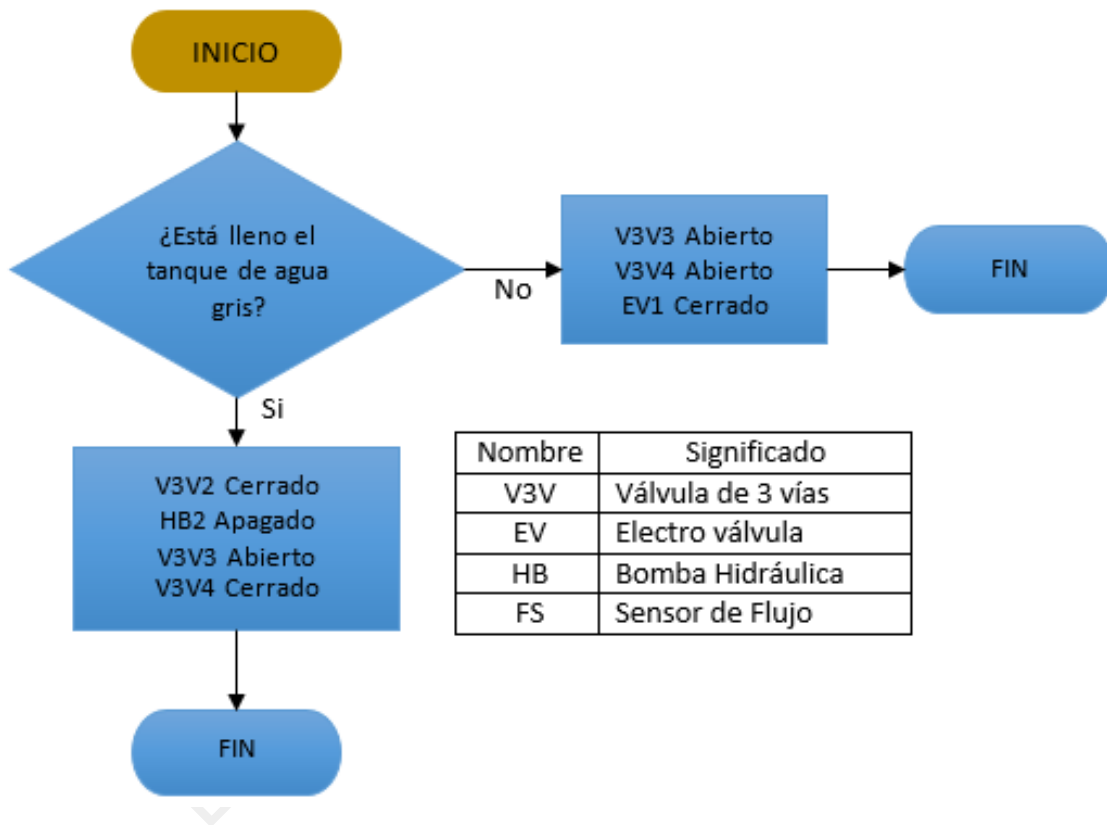 INICIO
¿Está lleno el
tanque de agua
gris?
No
V3V3 Abierto
V3V4 Abierto
EV1 Cerrado
FIN
Si
V3V2 Cerrado
HB2 Apagado
V3V3 Abierto
V3V4 Cerrado
FIN
Nombre Significado
V3V Válvula de 3 vías
EV Electro válvula
HB Bomba Hidráulica
FS Sensor de Flujo